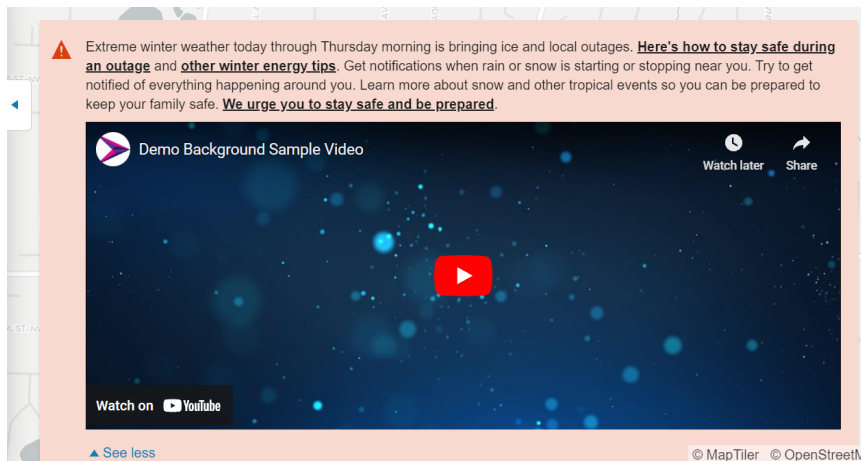 Extreme winter weather today through Thursday morning is bringing ice and local outages. Here's how to stay safe during
an outage and other winter energy tips. Get notifications when rain or snow is starting or stopping near you. Try to get
notified of everything happening around you. Learn more about snow and other tropical events so you can be prepared to
keep your family safe. We urge you to stay safe and be prepared.
Demo Background Sample Video
Watch later
Share
Watch on YouTube
See less
© MapTiler © OpenStreetM